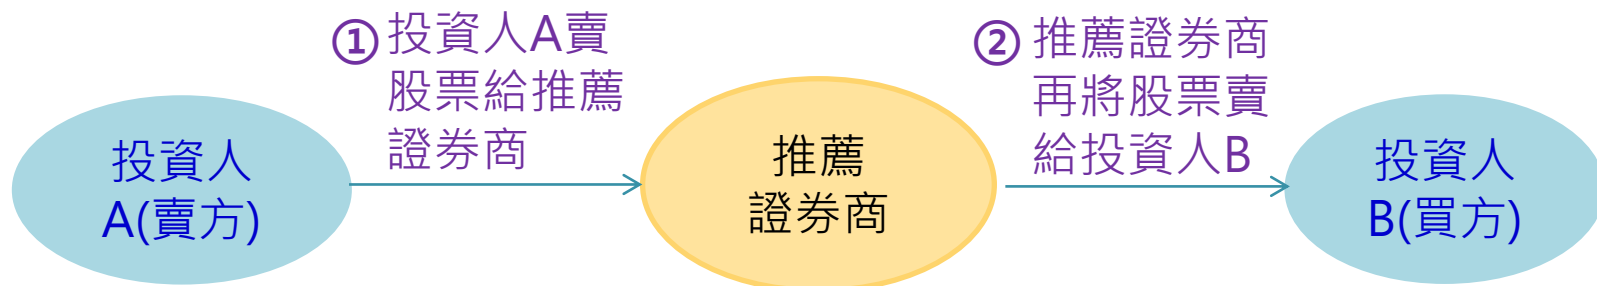 ① 投資人A賣
股票給推薦
證券商
② 推薦證券商
再將股票賣
給投資人B
投資人
A(賣方)
推薦
證券商
投資人
B(買方)